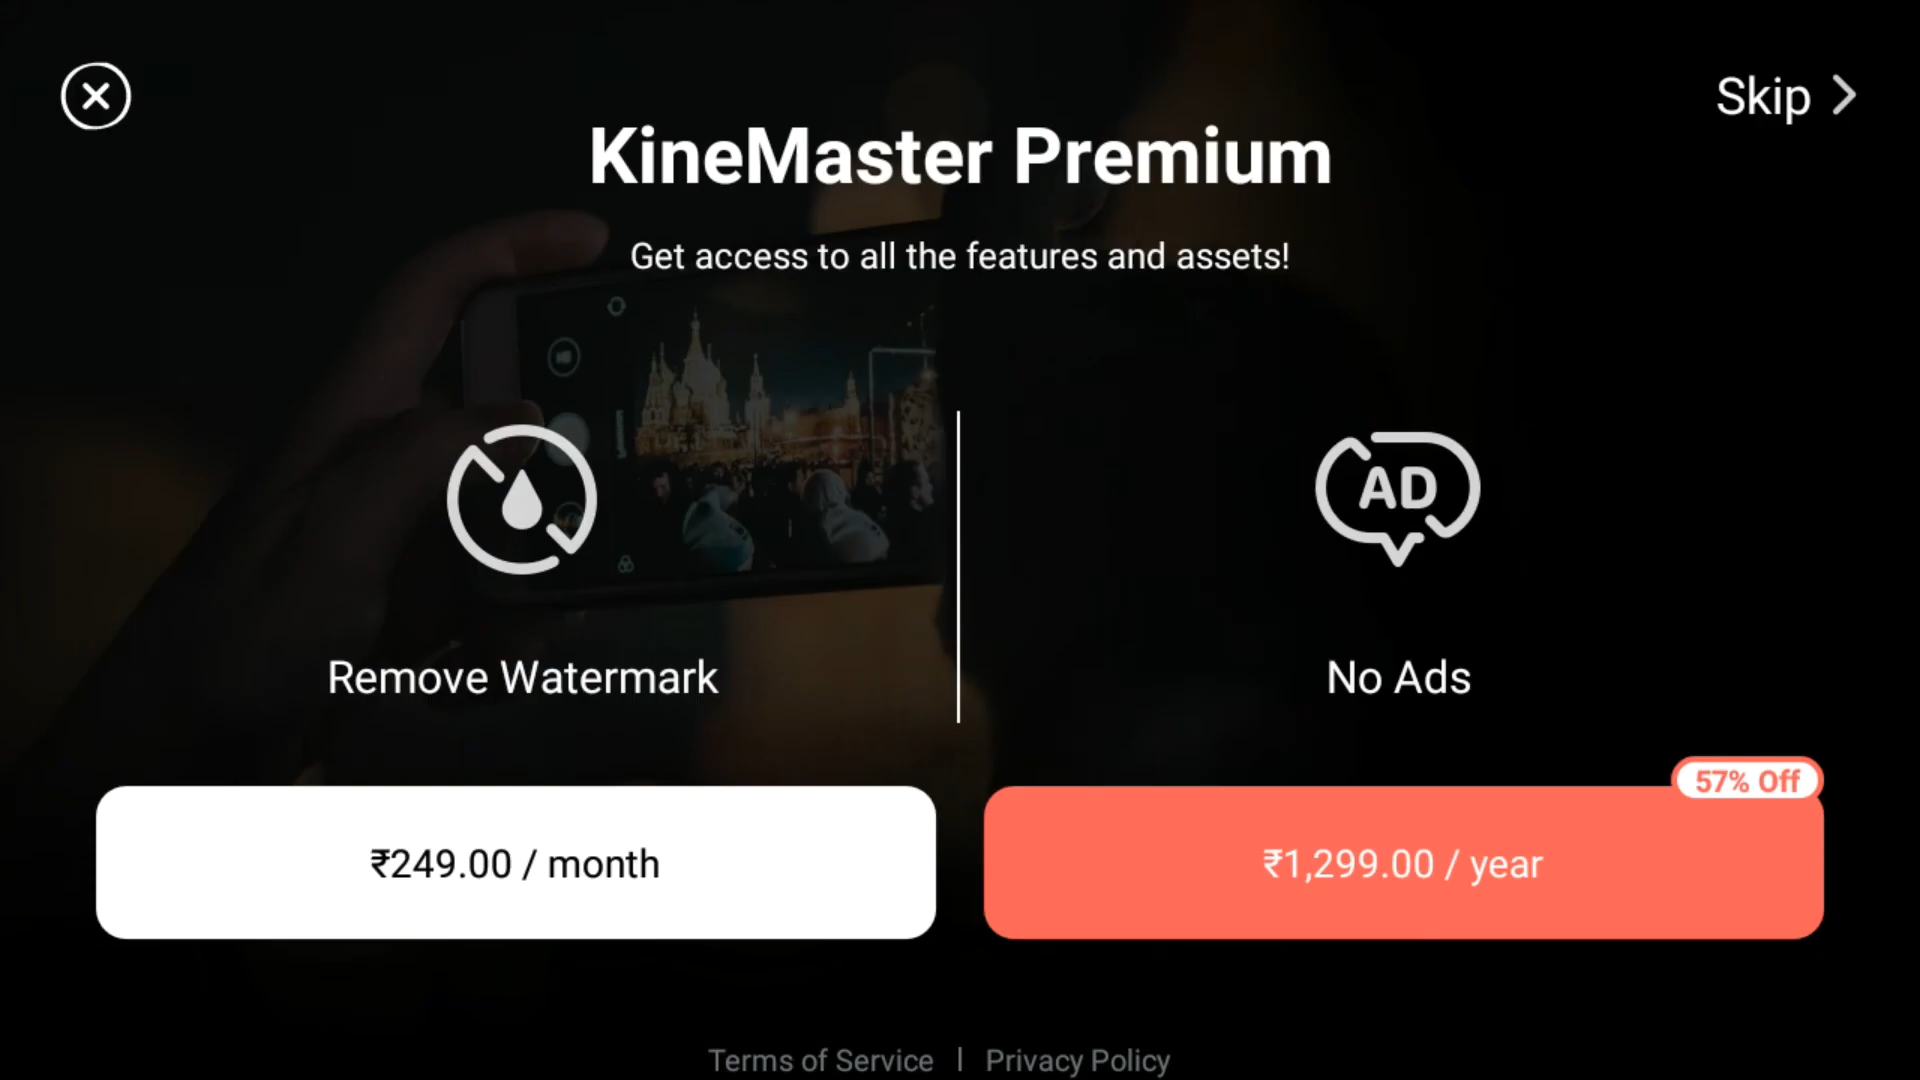 Skip
KineMaster Premium
Get access to all the features and assets!
AD
Remove Watermark
No Ads
57% Off
₹249.00 / month
₹1,299.00 / year
Terms of Service | Privacy Policy